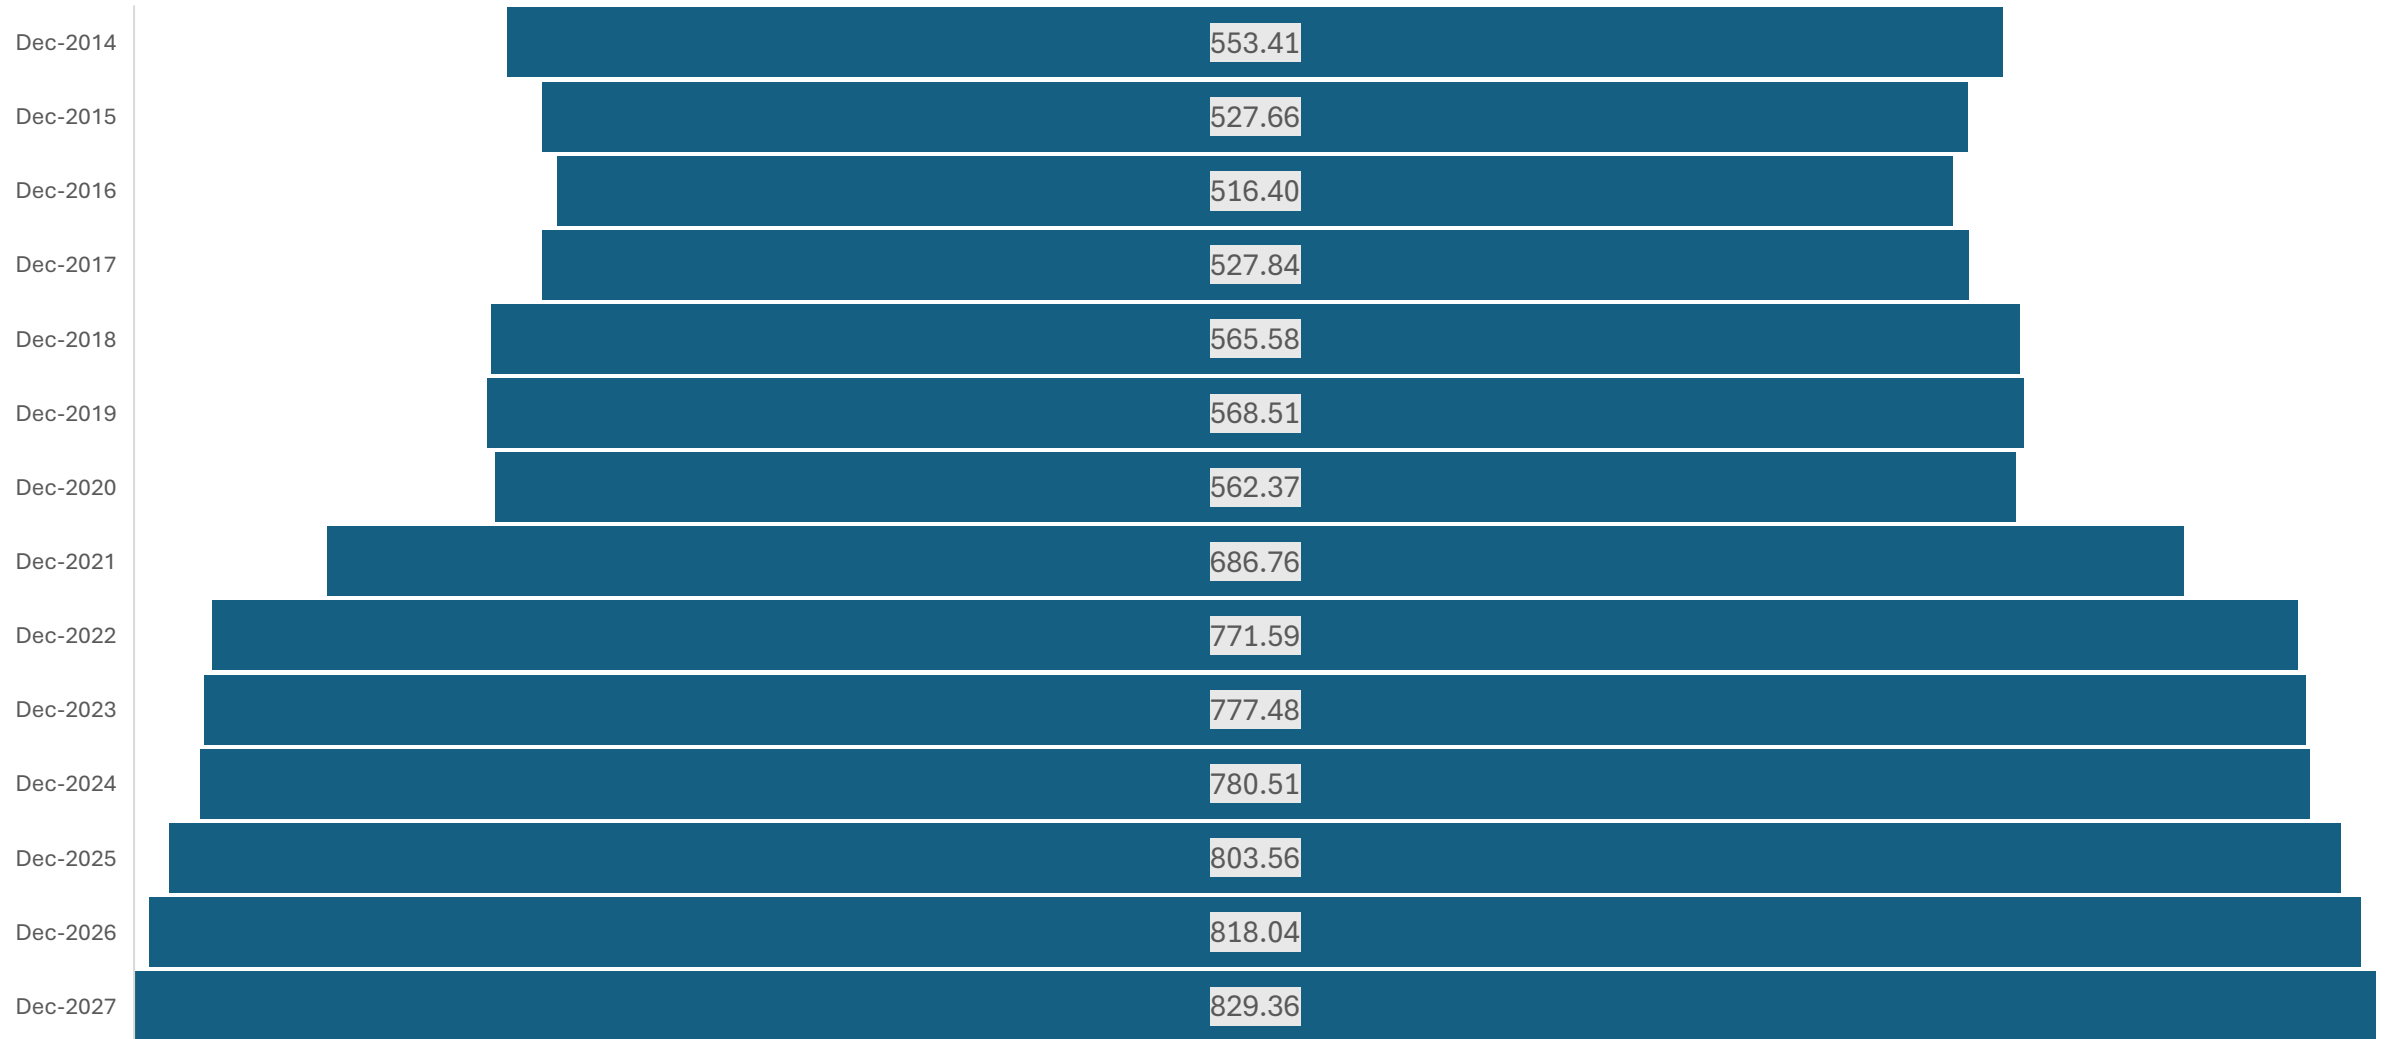 Dec-2014 553.41
Dec-2015 527.66
Dec-2016 516.40
Dec-2017 527.84
Dec-2018 565.58
Dec-2019 568.51
Dec-2020 562.37
Dec-2021 686.76
Dec-2022 771.59
Dec-2023 777.48
Dec-2024 780.51
Dec-2025 803.56
Dec-2026 818.04
Dec-2027 829.36